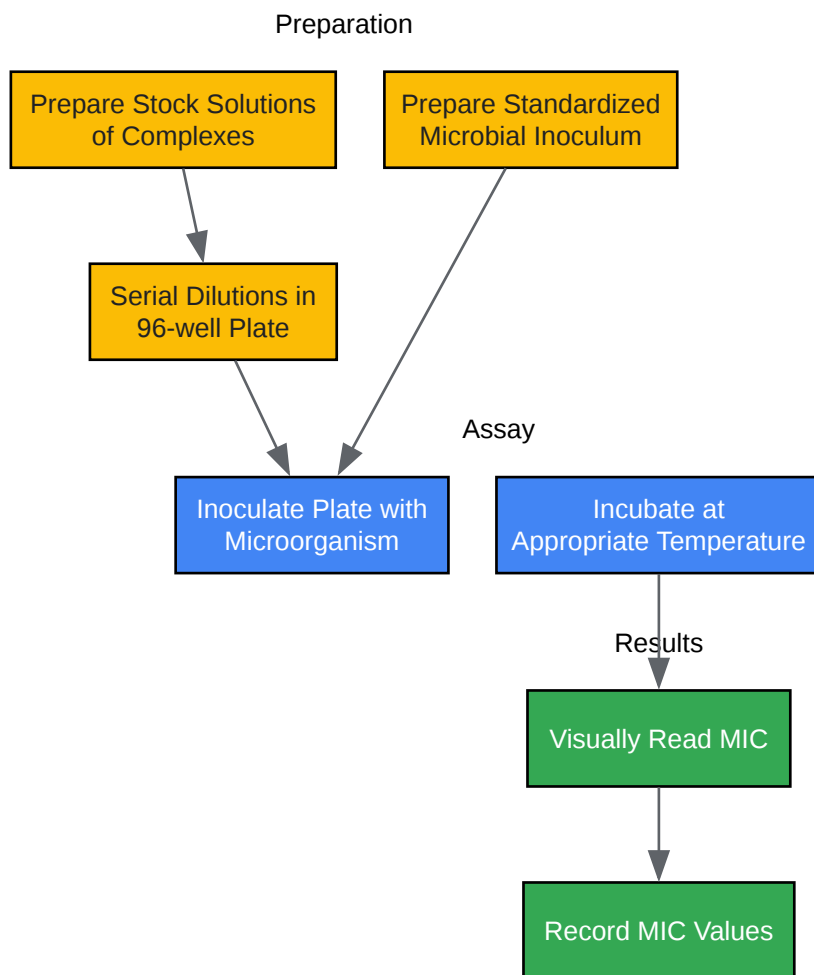 Preparation
Prepare Stock Solutions
of Complexes
Prepare Standardized
Microbial Inoculum
Serial Dilutions in
96-well Plate
Assay
Inoculate Plate with
Microorganism
Incubate at
Appropriate Temperature
Results
Visually Read MIC
Record MIC Values